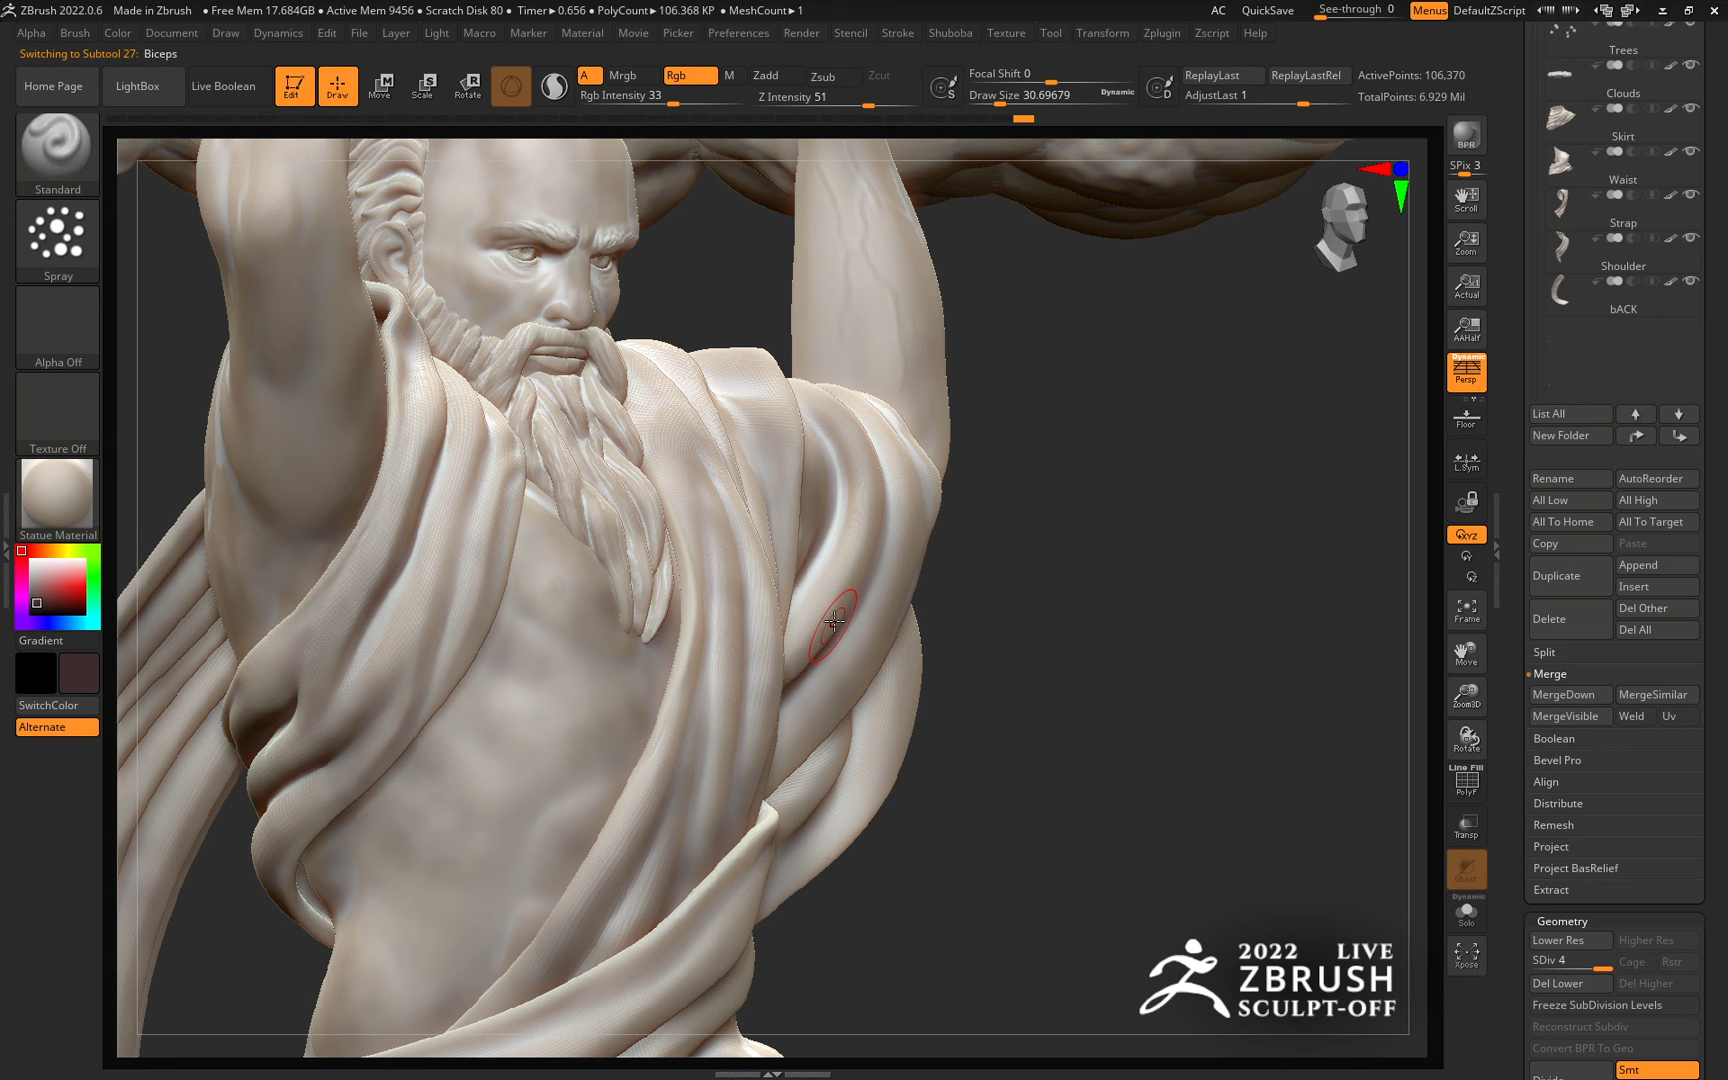 ZBrush 2022.0.6 Made in Zbrush • Free Mem 17.684GB • Active Mem 9456 • Scratch Disk 80 • Timer▸0.656 • PolyCount▸106.368 KP • MeshCount▸1 AC QuickSave See-through 0 Menus DefaultZScript
Alpha Brush Color Document Draw Dynamics Edit File Layer Light Macro Marker Material Movie Picker Preferences Render Stencil Stroke Shuboba Texture Tool Transform Zplugin Zscript Help
Switching to Subtool 27: Biceps
Home Page LightBox Live Boolean Edit Draw Move Scale Rotate
A Mrgb Rgb M Zadd Zsub Zcut
Rgb Intensity 33 Z Intensity 51
S Focal Shift 0
Draw Size 30.69679 Dynamic
D ReplayLast ReplayLastRel ActivePoints: 106,370
AdjustLast 1 TotalPoints: 6.929 Mil
Standard
Spray
Alpha Off
Texture Off
Statue Material
Gradient
SwitchColor
Alternate
BPR
SPix 3
Scroll
Zoom
Actual
AAHalf
Dynamic
Persp
Floor
L.Sym
XYZ
Y
Z
Frame
Move
Zoom3D
Rotate
Line Fill
PolyF
Transp
Ghost
Dynamic
Solo
Xpose
Trees
Clouds
Skirt
Waist
Strap
Shoulder
bACK
List All
New Folder
Rename AutoReorder
All Low All High
All To Home All To Target
Copy Paste
Duplicate Append
Insert
Delete Del Other
Del All
Split
Merge
MergeDown MergeSimilar
MergeVisible Weld Uv
Boolean
Bevel Pro
Align
Distribute
Remesh
Project
Project BasRelief
Extract
Geometry
Lower Res Higher Res
SDiv 4 Cage Rstr
Del Lower Del Higher
Freeze SubDivision Levels
Reconstruct Subdiv
Convert BPR To Geo
Divide Smt
2022 LIVE
ZBRUSH
SCULPT-OFF